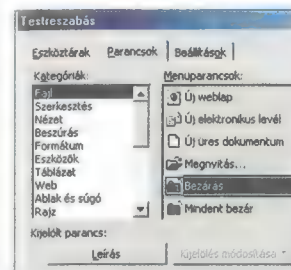 Testreszabás
Eszköztárak Parancsok Beállítások
Kategóriák: Menüparancsok:
Fájl
Szerkesztés
Nézet
Beszúrás
Formátum
Eszközök
Táblázat
Web
Ablak és súgó
Rajz
Új weblap
Új elektronikus levél
Új üres dokumentum
Megnyitás...
Bezárás
Mindent bezár
Kijelölt parancs:
Leírás Kijelölés módosítása